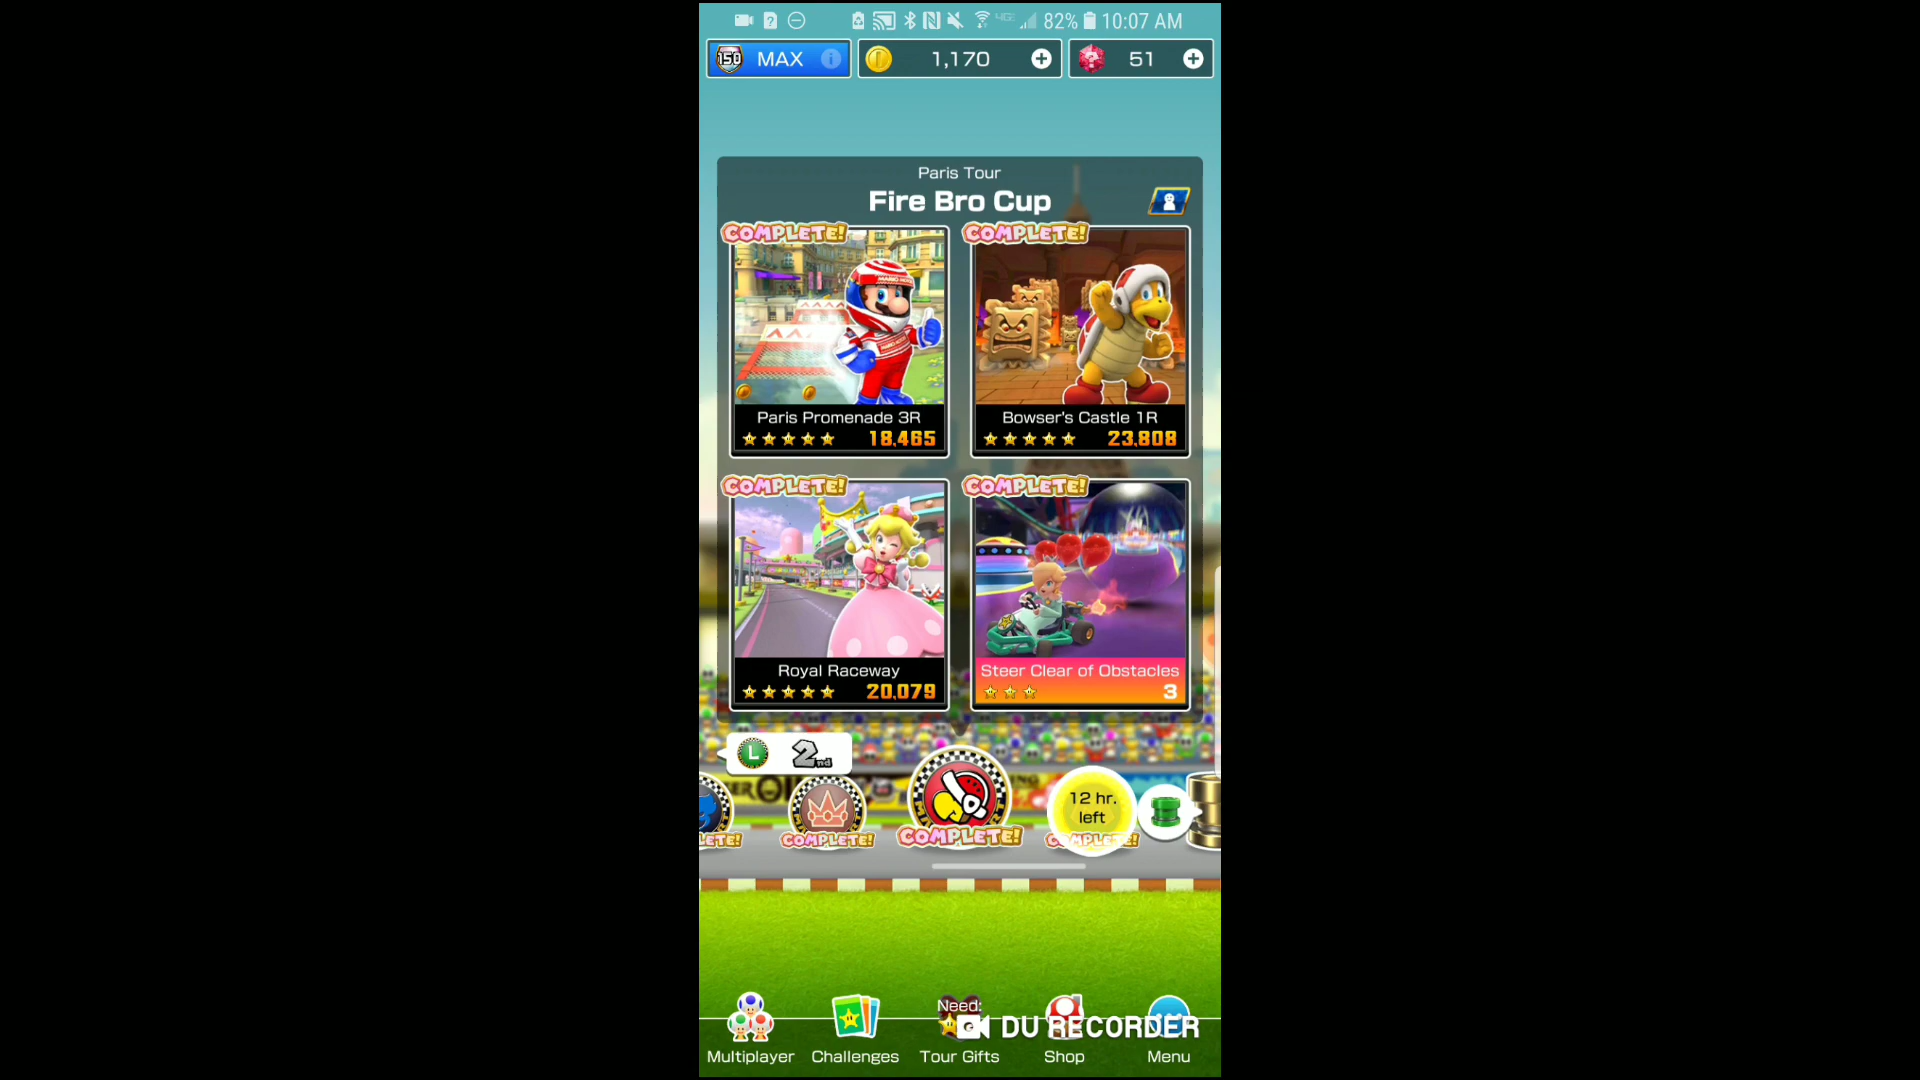 82% 10:07 AM
150 MAX i 1,170 51
Paris Tour
Fire Bro Cup
COMPLETE! COMPLETE!
Paris Promenade 3R
18,465
Bowser's Castle 1R
23,808
COMPLETE! COMPLETE!
Royal Raceway
20,079
Steer Clear of Obstacles
3
L 2nd
12 hr.
left
COMPLETE! COMPLETE! COMPLETE!
Need:
DU RECORDER
Multiplayer Challenges Tour Gifts Shop Menu